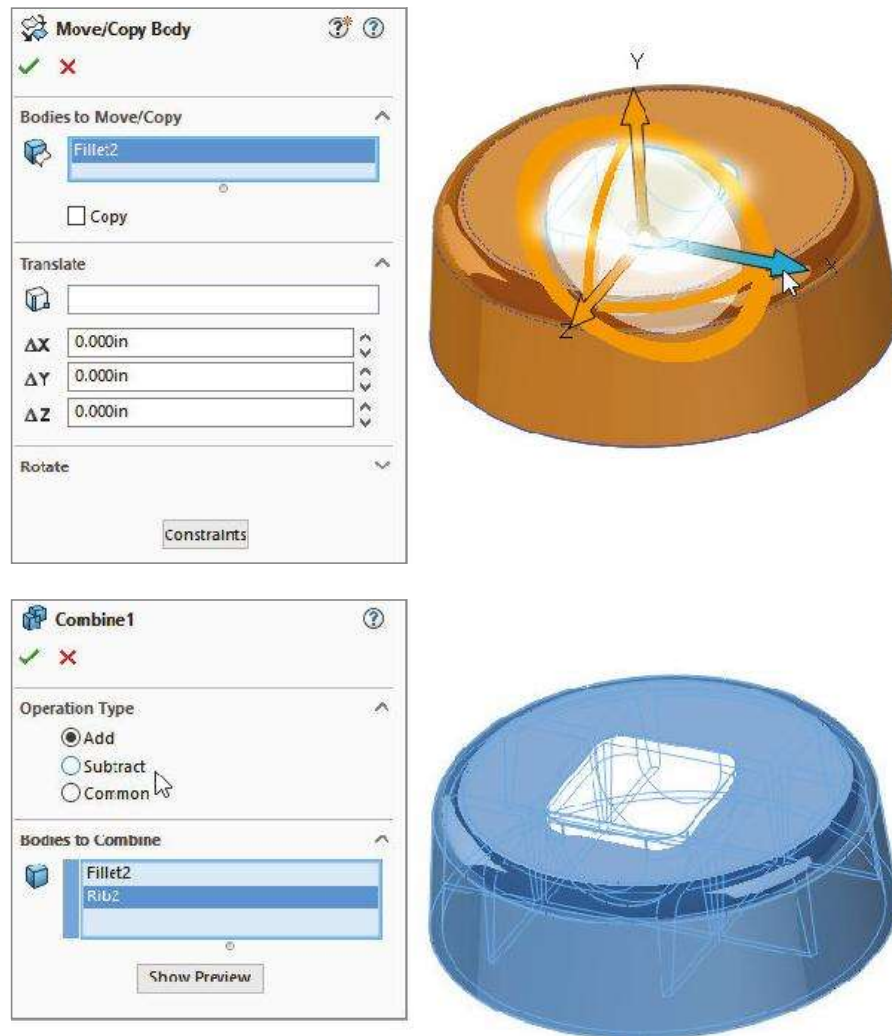 Move/Copy Body
Bodies to Move/Copy
Fillet2
Copy
Translate
ΔX 0.000in
ΔY 0.000in
ΔZ 0.000in
Rotate
Constraints
Y
X
Z
Combine1
Operation Type
Add
Subtract
Common
Bodies to Combine
Fillet2
Rib2
Show Preview